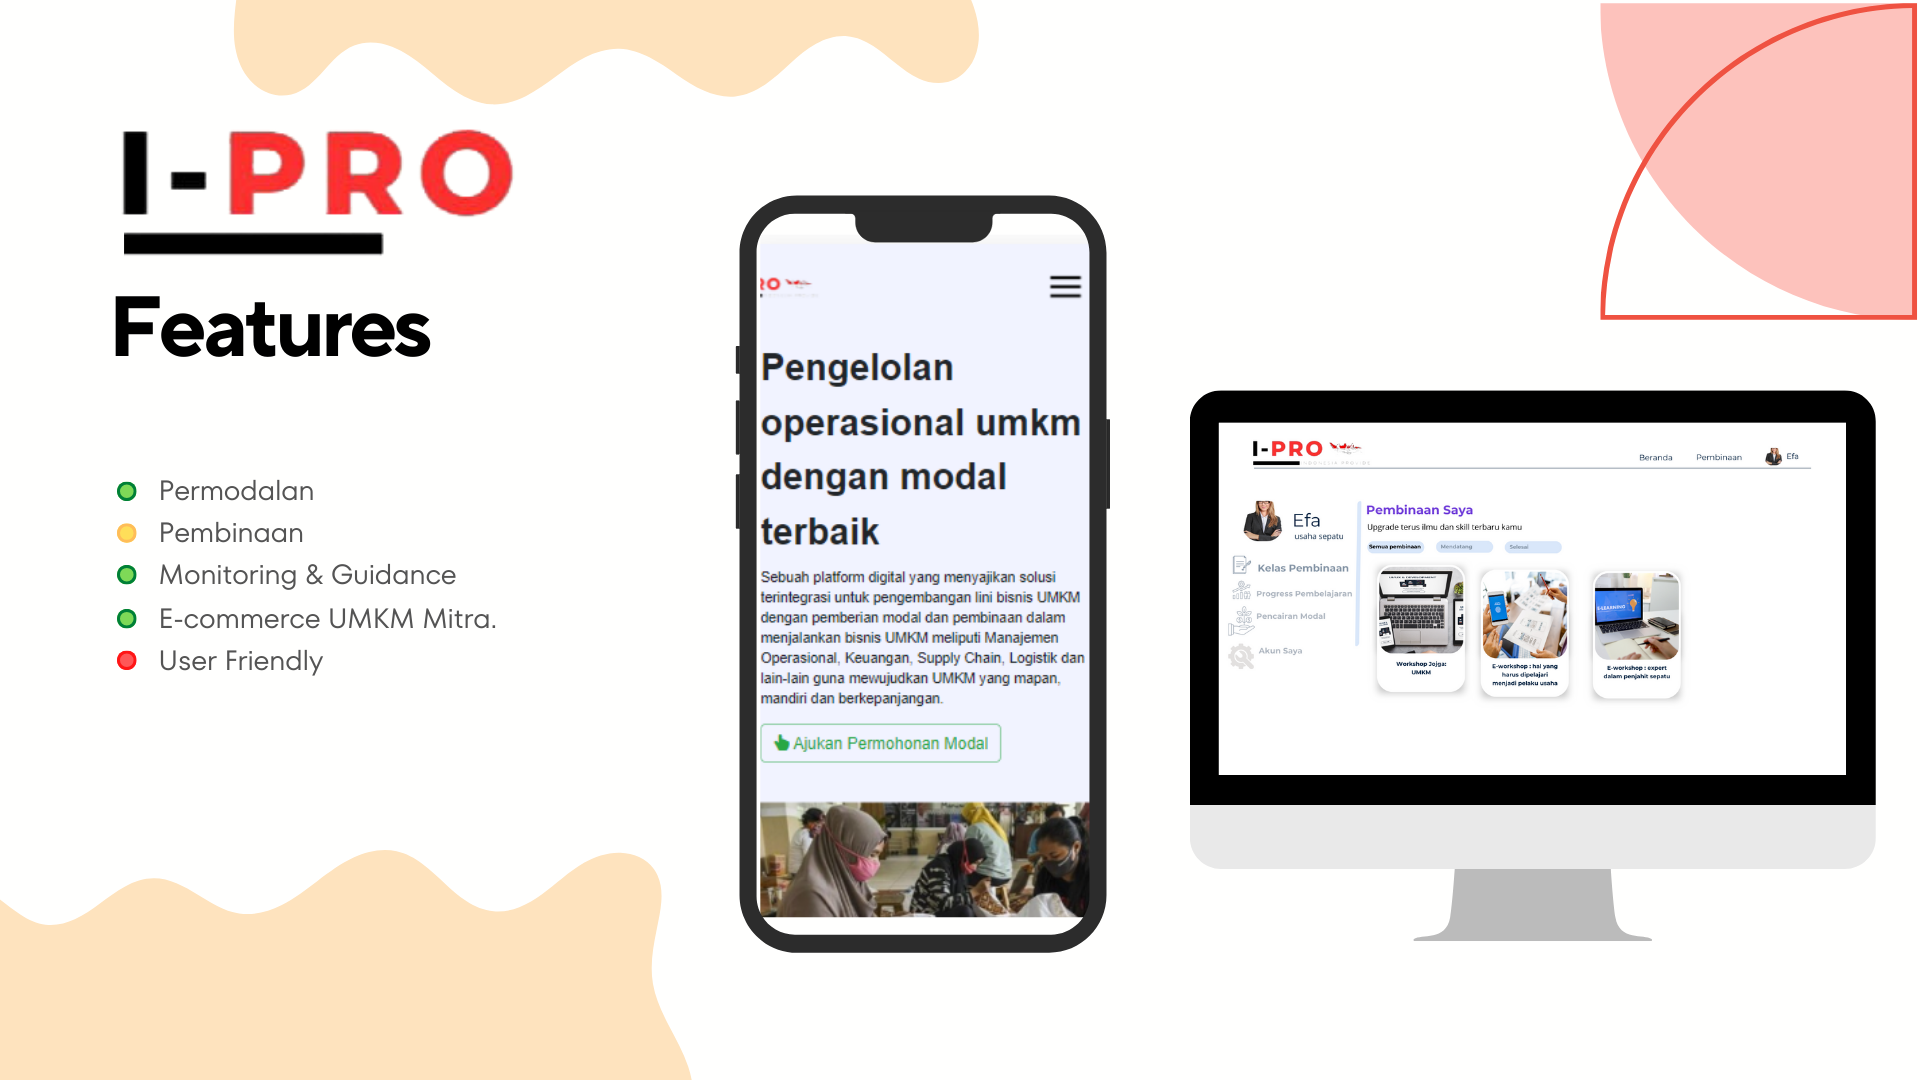 I-PRO
Features
Permodalan
Pembinaan
Monitoring & Guidance
E-commerce UMKM Mitra.
User Friendly
RO
Pengelolan
operasional umkm
dengan modal
terbaik
Sebuah platform digital yang menyajikan solusi
terintegrasi untuk pengembangan lini bisnis UMKM
dengan pemberian modal dan pembinaan dalam
menjalankan bisnis UMKM meliputi Manajemen
Operasional, Keuangan, Supply Chain, Logistik dan
lain-lain guna mewujudkan UMKM yang mapan,
mandiri dan berkepanjangan.
Ajukan Permohonan Modal
I-PRO
Beranda
Pembinaan
Efa
Efa
usaha sepatu
Kelas Pembinaan
Progress Pembelajaran
Pencairan Modal
Akun Saya
Pembinaan Saya
Upgrade terus ilmu dan skill terbaru kamu
Semua pembinaan
Mendatang
Selesai
Workshop Jojga:
UMKM
E-workshop : hal yang
harus dipelajari
menjadi pelaku usaha
E-LEARNING
E-workshop : expert
dalam penjahit sepatu